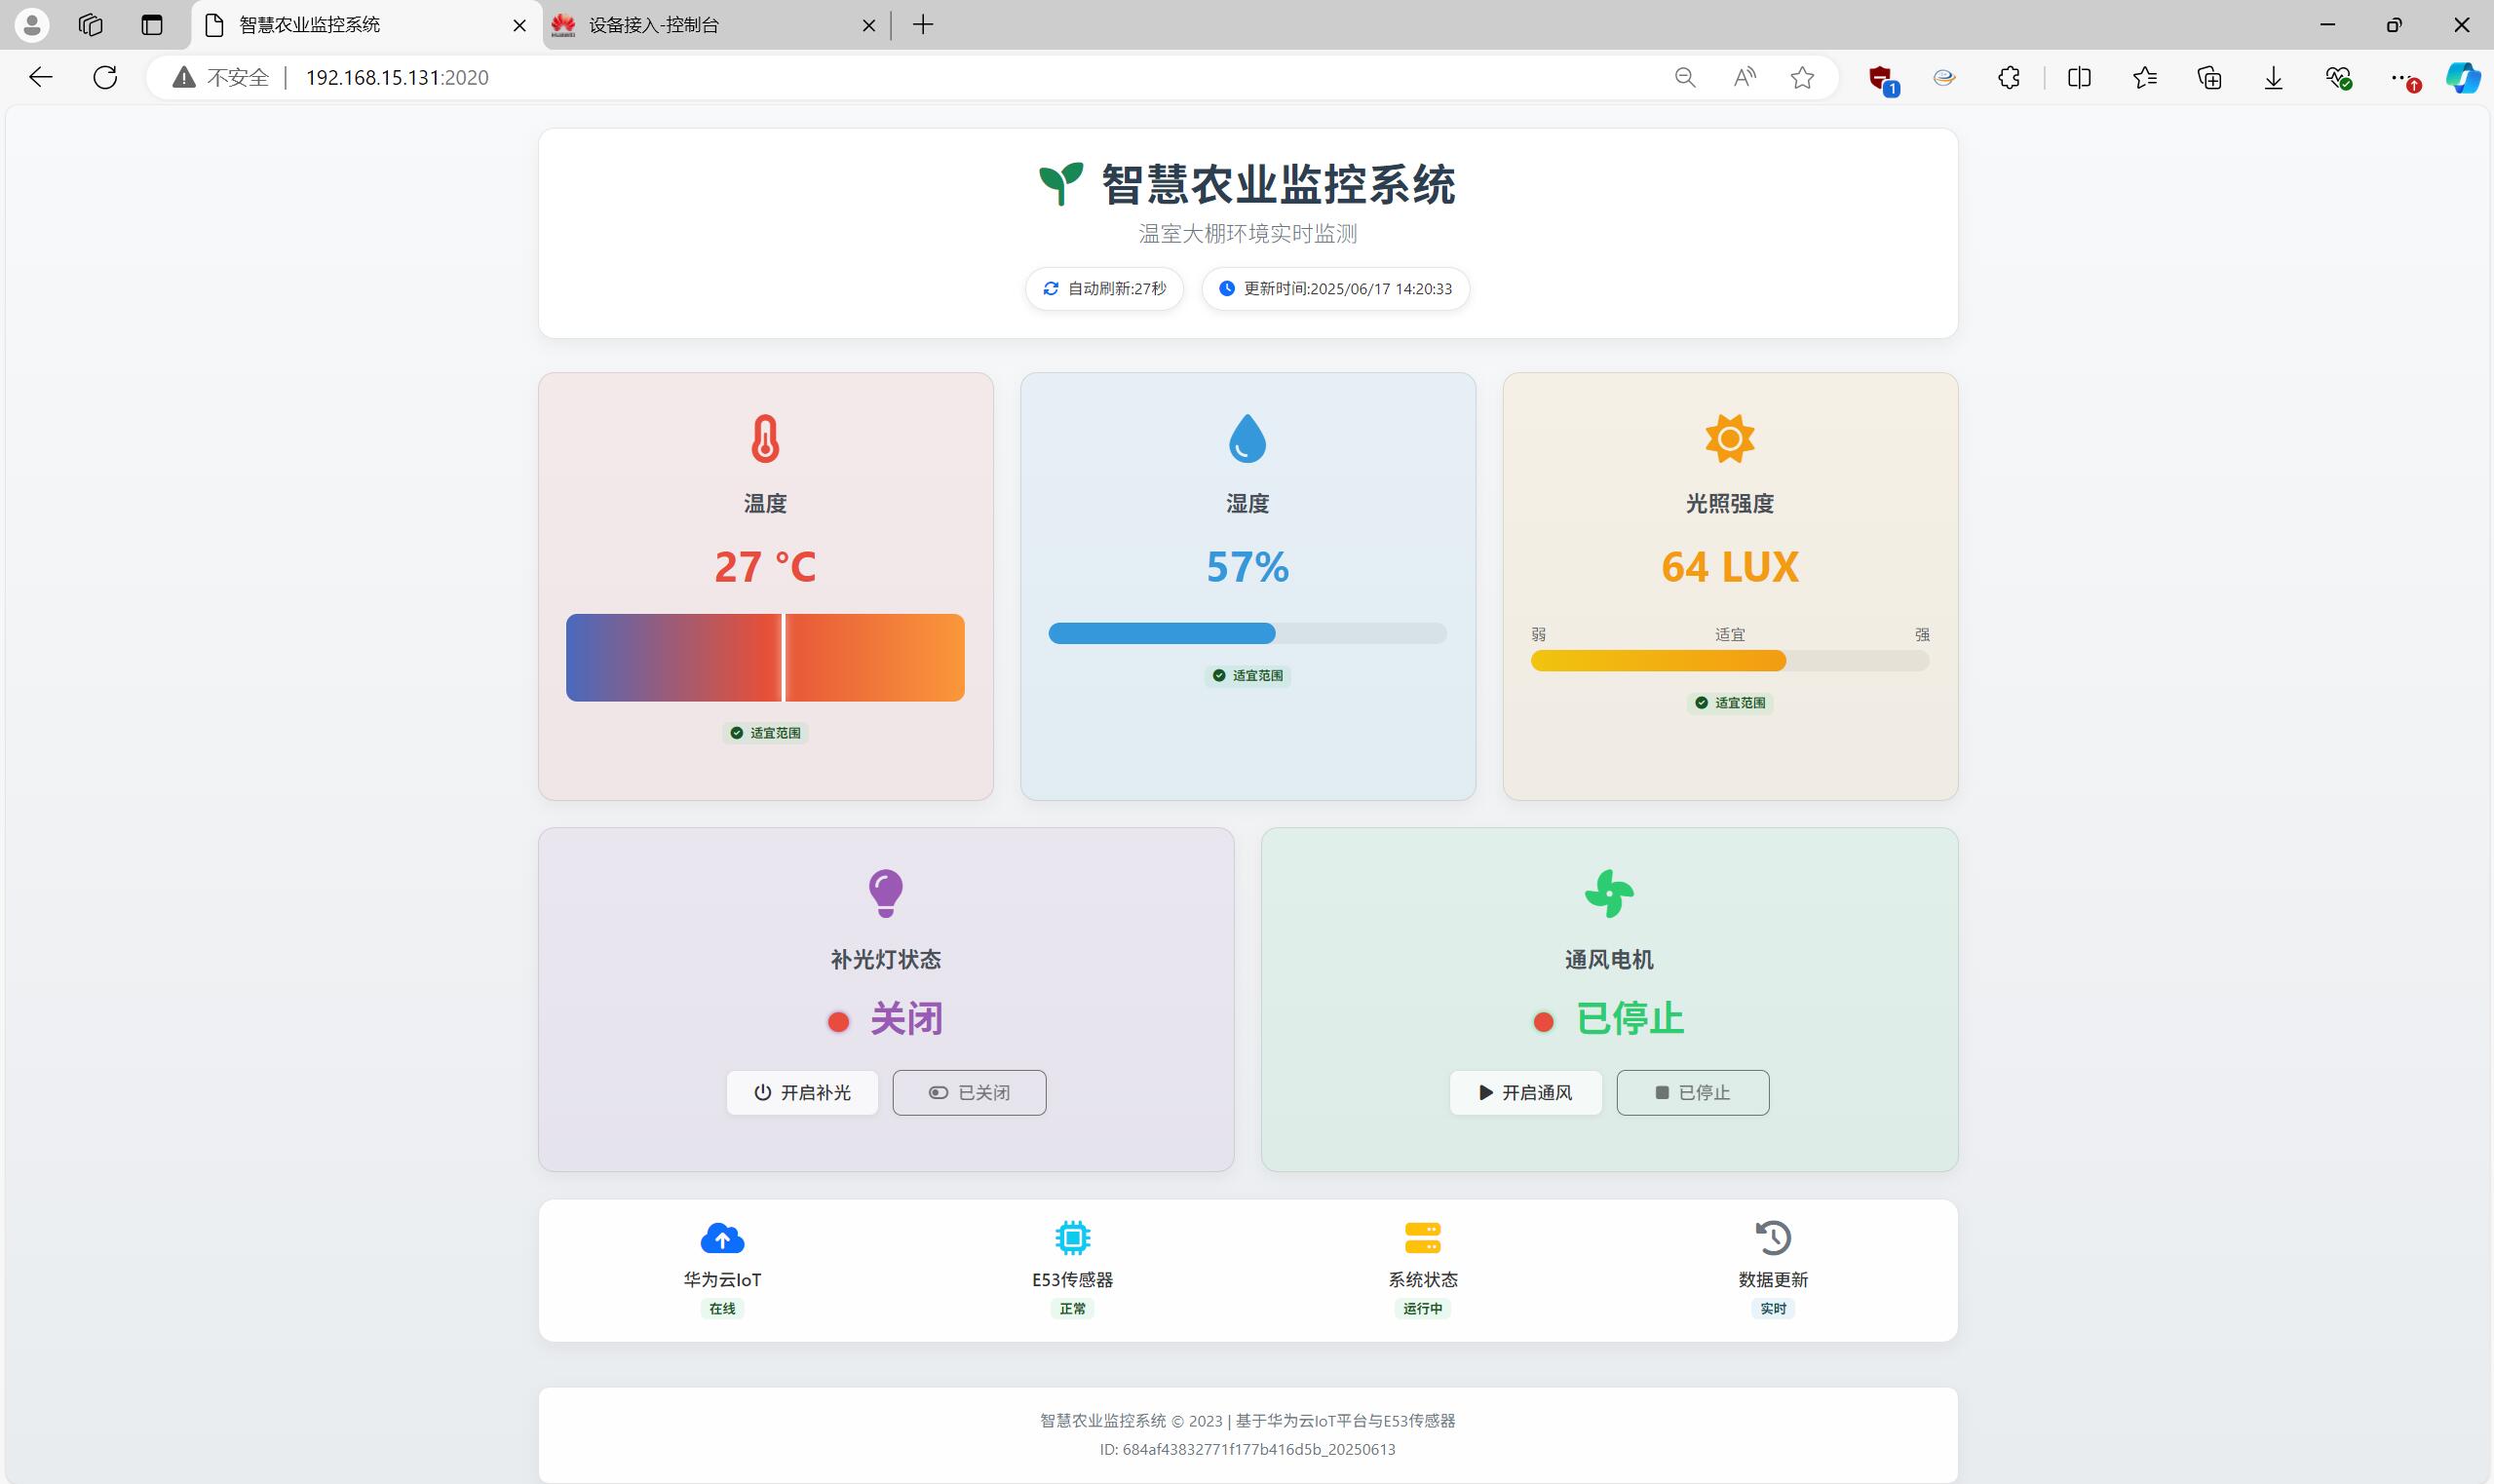 智慧农业监控系统
设备接入-控制台
不安全
192.168.15.131:2020
1
智慧农业监控系统
温室大棚环境实时监测
自动刷新:27秒
更新时间:2025/06/17 14:20:33
温度
27 °C
适宜范围
湿度
57%
适宜范围
光照强度
64 LUX
弱 适宜 强
适宜范围
补光灯状态
关闭
开启补光
已关闭
通风电机
已停止
开启通风
已停止
华为云IoT
在线
E53传感器
正常
系统状态
运行中
数据更新
实时
智慧农业监控系统 © 2023 | 基于华为云IoT平台与E53传感器
ID: 684af43832771f177b416d5b_20250613